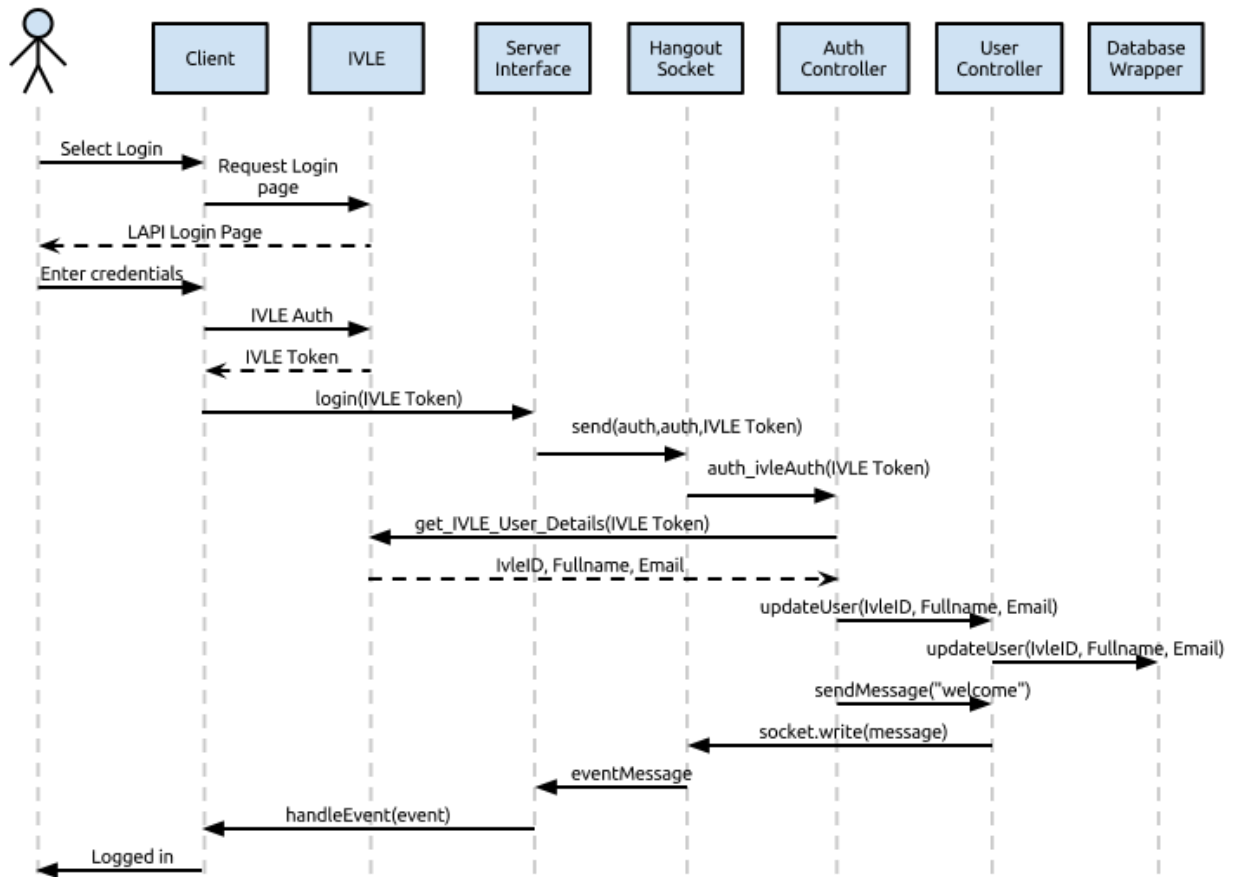 Client
IVLE
Server
Interface
Hangout
Socket
Auth
Controller
User
Controller
Database
Wrapper
Select Login
Request Login
page
LAPI Login Page
Enter credentials
IVLE Auth
IVLE Token
login(IVLE Token)
send(auth,auth,IVLE Token)
auth_ivleAuth(IVLE Token)
get_IVLE_User_Details(IVLE Token)
IvleID, Fullname, Email
updateUser(IvleID, Fullname, Email)
updateUser(IvleID, Fullname, Email)
sendMessage("welcome")
socket.write(message)
eventMessage
handleEvent(event)
Logged in